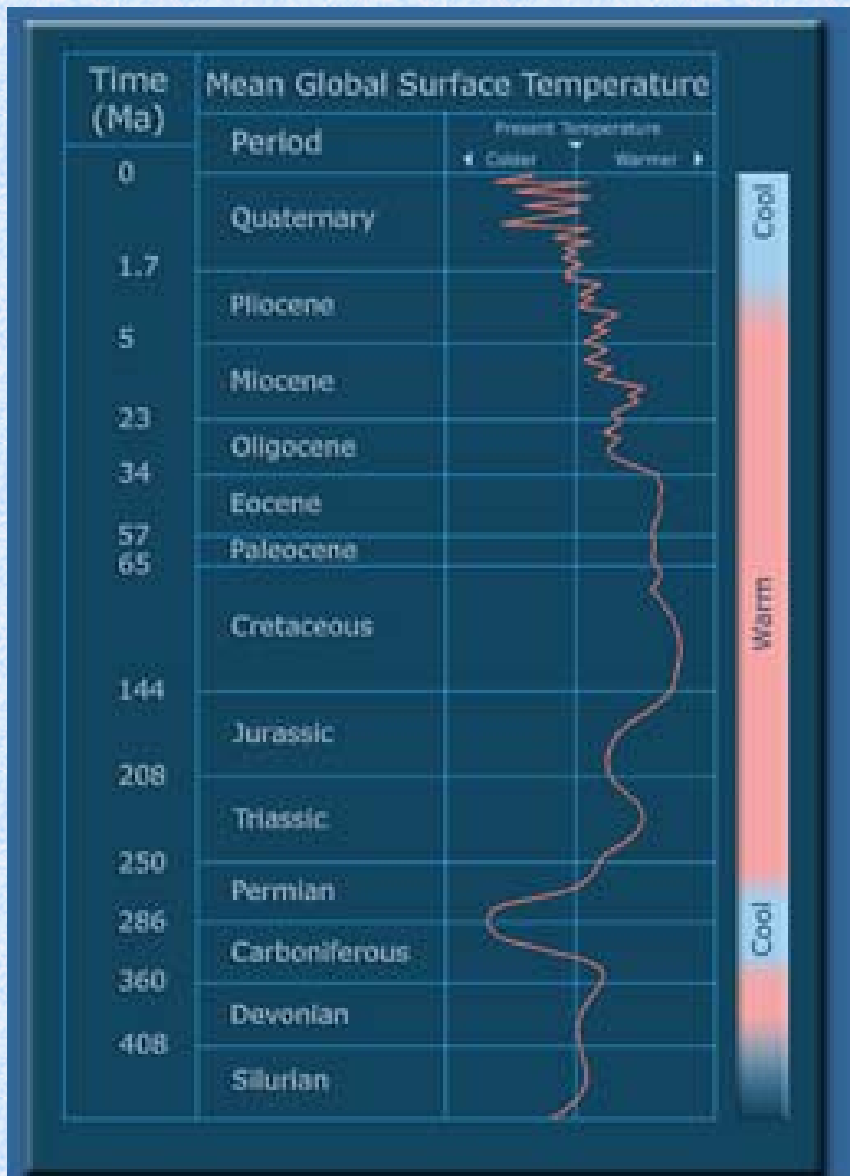 Time
(Ma)
Mean Global Surface Temperature
Period
Present Temperature
Colder
Warmer
0
Quaternary
1.7
Pliocene
5
Miocene
23
Oligocene
34
Eocene
57
Paleocene
65
Cretaceous
144
Jurassic
208
Triassic
250
Permian
286
Carboniferous
360
Devonian
408
Silurian
Cool
Warm
Cool